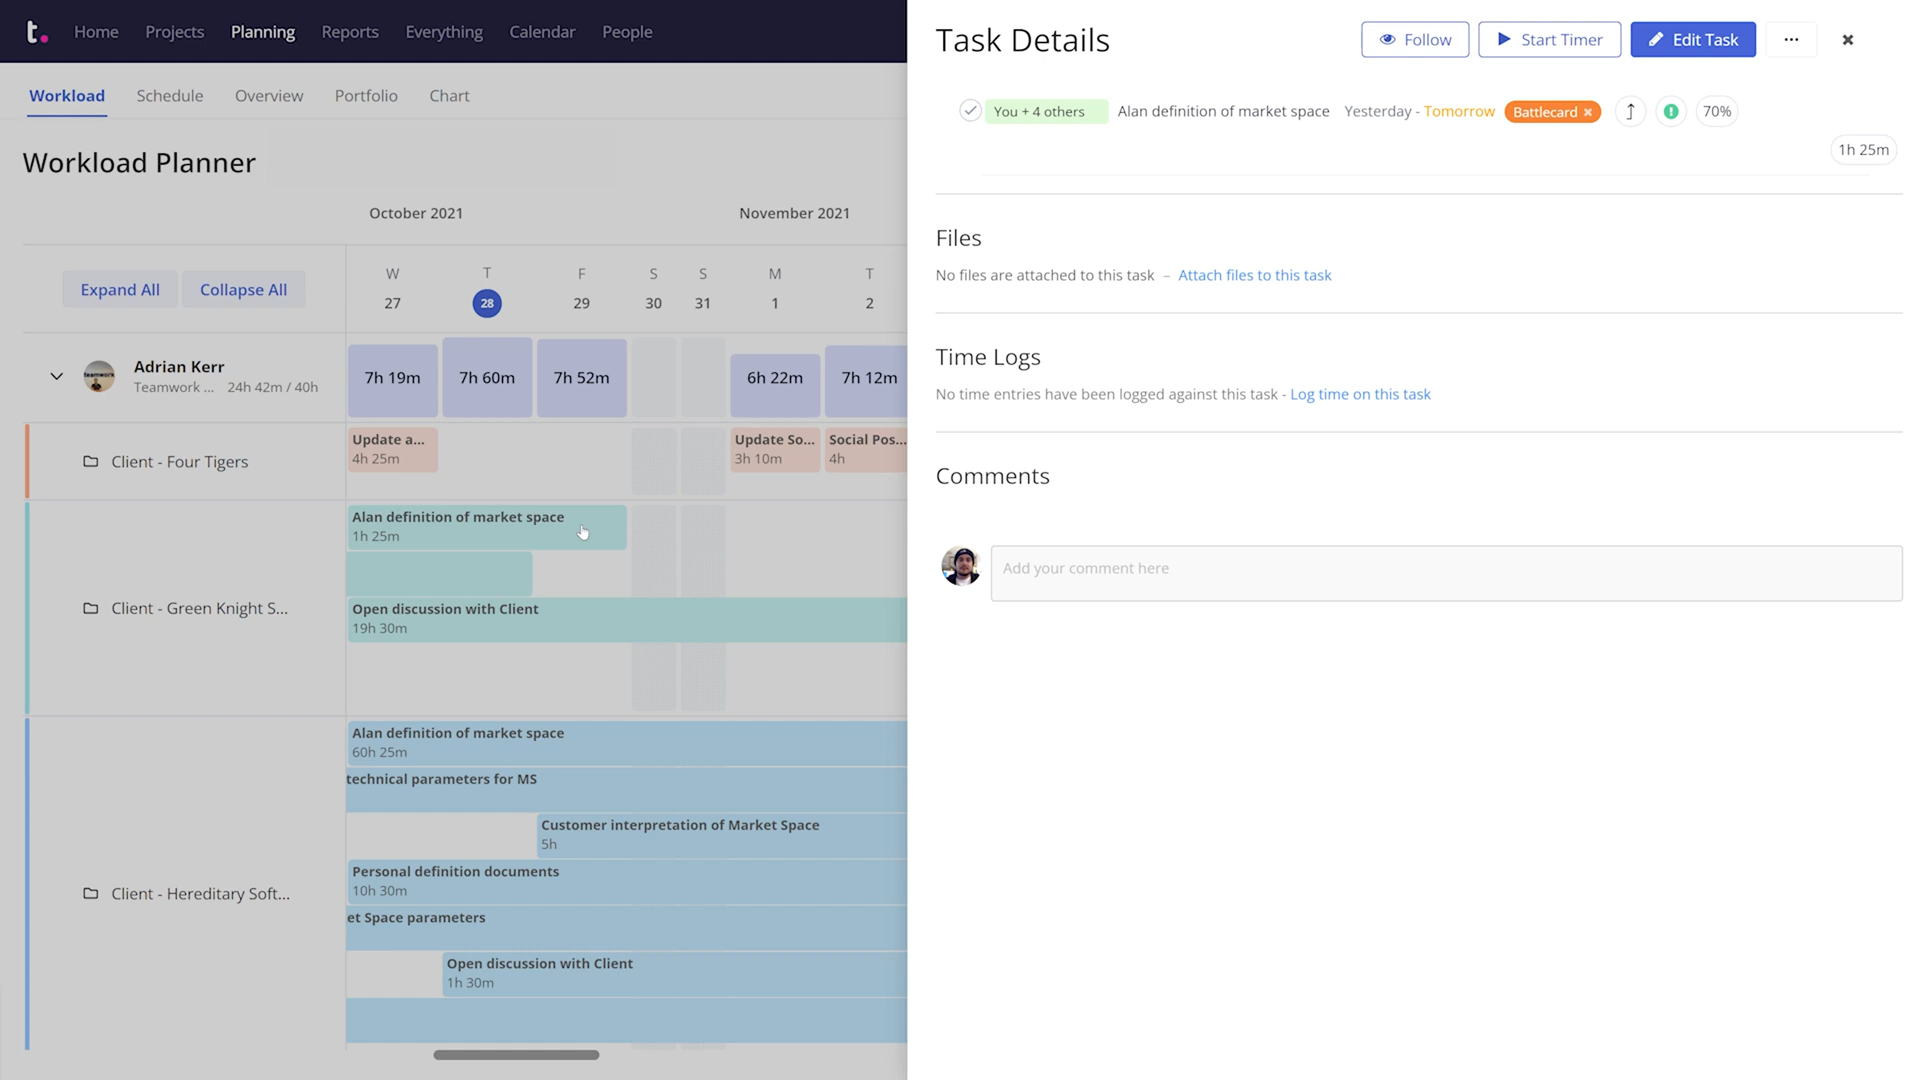 t.
Home
Projects
Planning
Reports
Everything
Calendar
People
Workload
Schedule
Overview
Portfolio
Chart
Workload Planner
October 2021
November 2021
Expand All
Collapse All
W
T
F
S
S
M
T
27
28
29
30
31
1
2
Adrian Kerr
Teamwork ... 24h 42m / 40h
7h 19m
7h 60m
7h 52m
6h 22m
7h 12m
Client - Four Tigers
Update a...
4h 25m
Update So...
3h 10m
Social Pos...
4h
Client - Green Knight S...
Alan definition of market space
1h 25m
Open discussion with Client
19h 30m
Client - Hereditary Soft...
Alan definition of market space
60h 25m
technical parameters for MS
Customer interpretation of Market Space
5h
Personal definition documents
10h 30m
et Space parameters
Open discussion with Client
1h 30m
Task Details
Follow
Start Timer
Edit Task
...
You + 4 others
Alan definition of market space
Yesterday - Tomorrow
Battlecard
70%
1h 25m
Files
No files are attached to this task – Attach files to this task
Time Logs
No time entries have been logged against this task - Log time on this task
Comments
Add your comment here